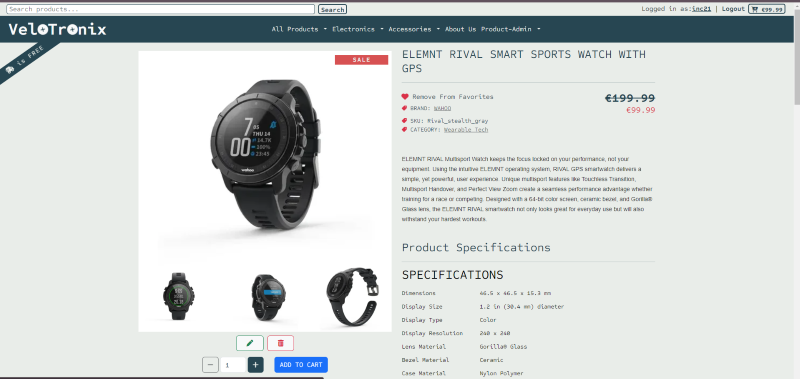 Search products...
Search
Logged in as:inc21 | Logout €99.99
VeloTronix
All Products Electronics Accessories About Us Product-Admin
is FREE
SALE
ELEMNT RIVAL SMART SPORTS WATCH WITH
GPS
Remove From Favorites
€199.99
€99.99
BRAND: WAHOO
SKU: Rival_stealth_gray
CATEGORY: Wearable Tech
7 05
THU 14
00
14.7K
100%
23:45
wahoo
ELEMNT RIVAL Multisport Watch keeps the focus locked on your performance, not your
equipment. Using the intuitive ELEMNT operating system, RIVAL GPS smartwatch delivers a
simple, yet powerful, user experience. Unique multisport features like Touchless Transition,
Multisport Handover, and Perfect View Zoom create a seamless performance advantage whether
training for a race or competing. Designed with a 64-bit color screen, ceramic bezel, and Gorilla®
Glass lens, the ELEMNT RIVAL smartwatch not only looks great for everyday use but will also
withstand your hardest workouts.
Product Specifications
SPECIFICATIONS
Dimensions 46.5 x 46.5 x 15.3 mm
Display Size 1.2 in (30.4 mm) diameter
Display Type Color
Display Resolution 240 x 240
Lens Material Gorilla® Glass
Bezel Material Ceramic
Case Material Nylon Polymer
1
ADD TO CART